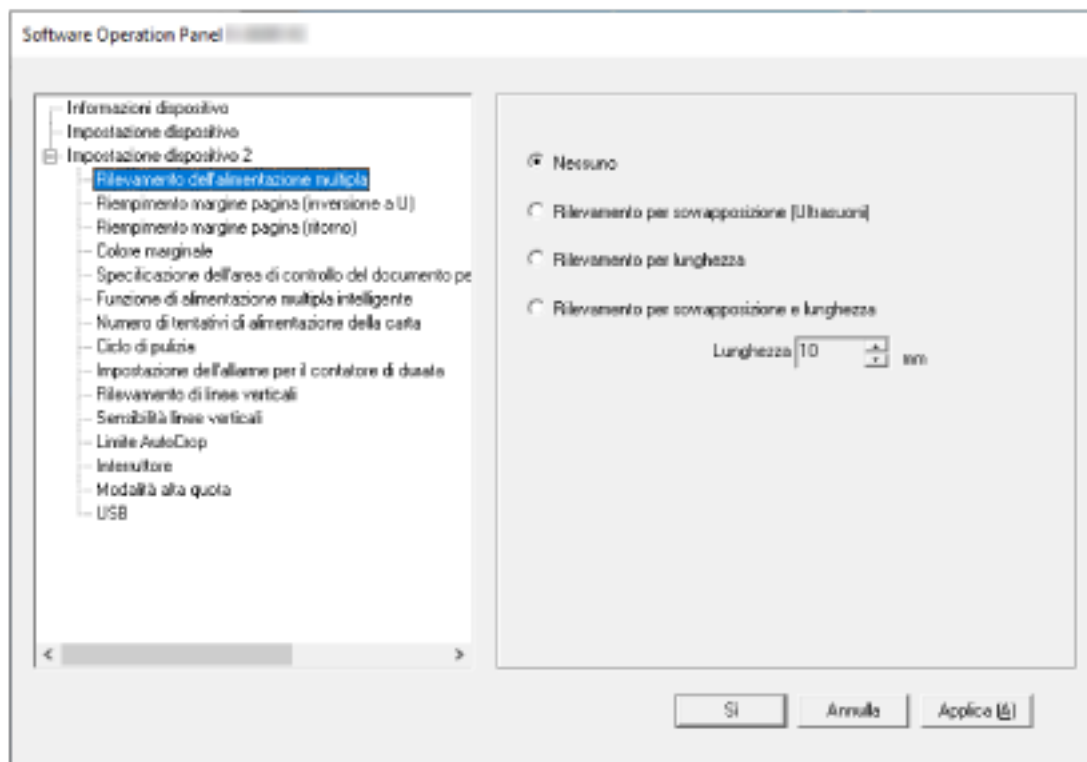 Software Operation Panel
Informazioni dispositivo
Impostazione dispositivo
Impostazione dispositivo 2
Rilevamento dell'alimentazione multipla
Riempimento margine pagina (inversione a U)
Riempimento margine pagina (ritorno)
Colore marginale
Specificazione dell'area di controllo del documento pe
Funzione di alimentazione multipla intelligente
Numero di tentativi di alimentazione della carta
Ciclo di pulizia
Impostazione dell'allarme per il contatore di durata
Rilevamento di linee verticali
Sensibilità linee verticali
Limite AutoCrop
Interruttore
Modalità alta quota
USB
Nessuno
Rilevamento per sovrapposizione [Ultrasuoni]
Rilevamento per lunghezza
Rilevamento per sovrapposizione e lunghezza
Lunghezza 10 mm
Sì Annulla Applica (A)